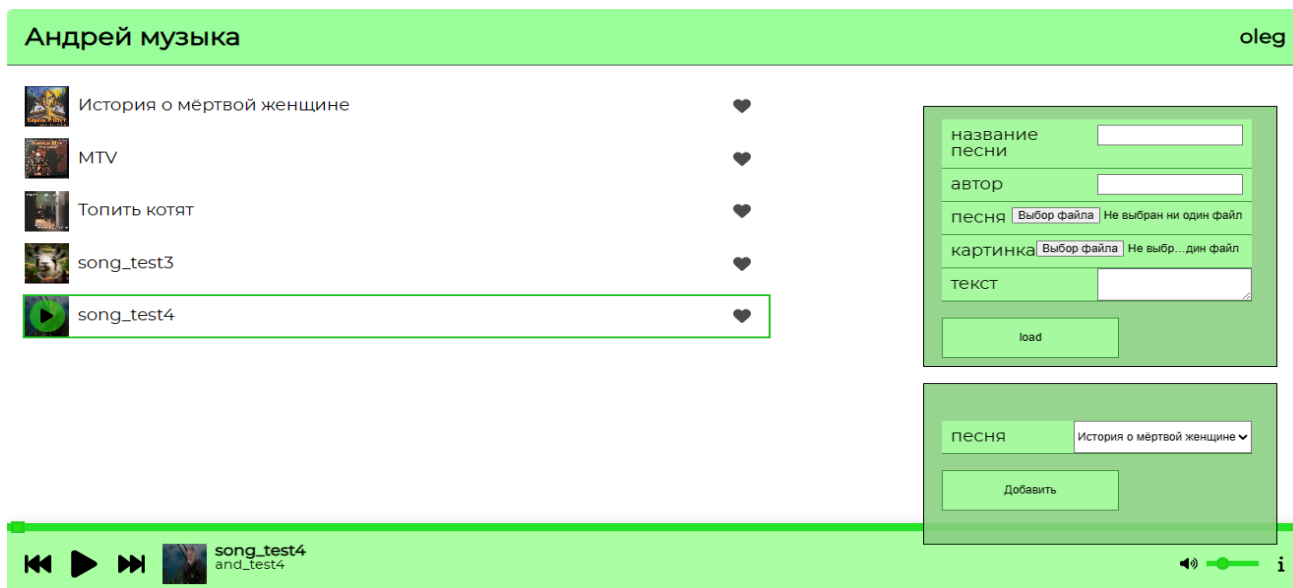 Андрей музыка
oleg
История о мёртвой женщине
MTV
Топить котят
song_test3
song_test4
название
песни
автор
песня Выбор файла Не выбран ни один файл
картинка Выбор файла Не выбр...дин файл
текст
load
песня История о мёртвой женщине
Добавить
song_test4
and_test4
i